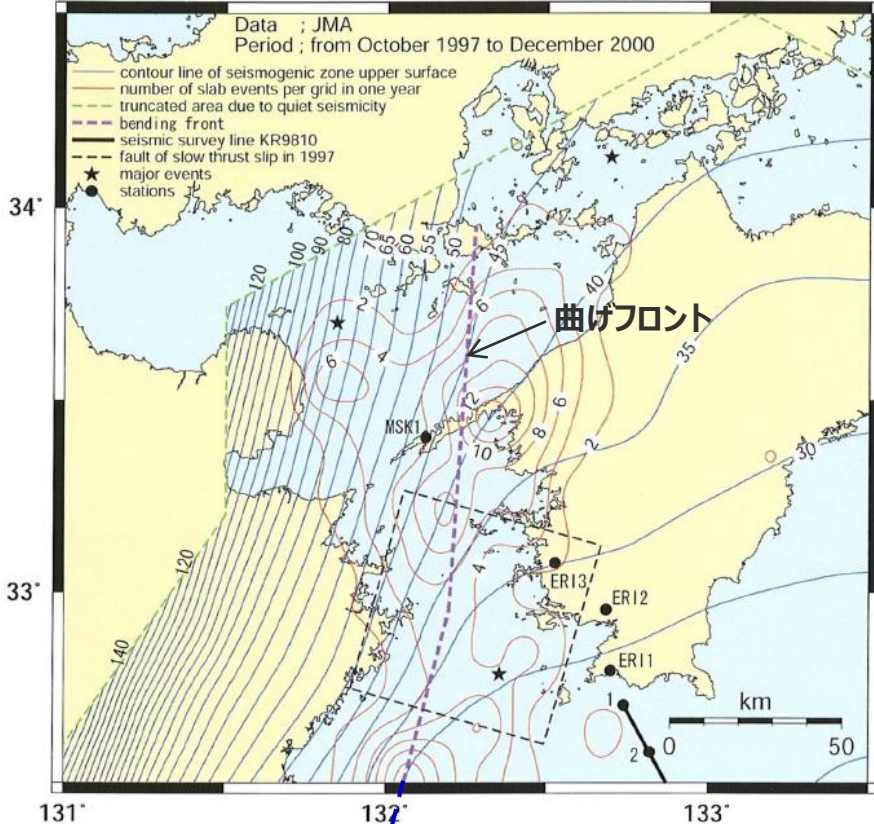 Data ; JMA
Period ; from October 1997 to December 2000
contour line of seismogenic zone upper surface
number of slab events per grid in one year
truncated area due to quiet seismicity
bending front
seismic survey line KR9810
fault of slow thrust slip in 1997
major events
stations
34°
120
100
90
80
70
65
60
55
50
45
40
2
6
曲げフロント
35
4
6
12
MSK1
10
8
6
2
30
120
33°
4
ERI3
ERI2
140
ERI1
1
2
km
0
50
131°
132°
133°